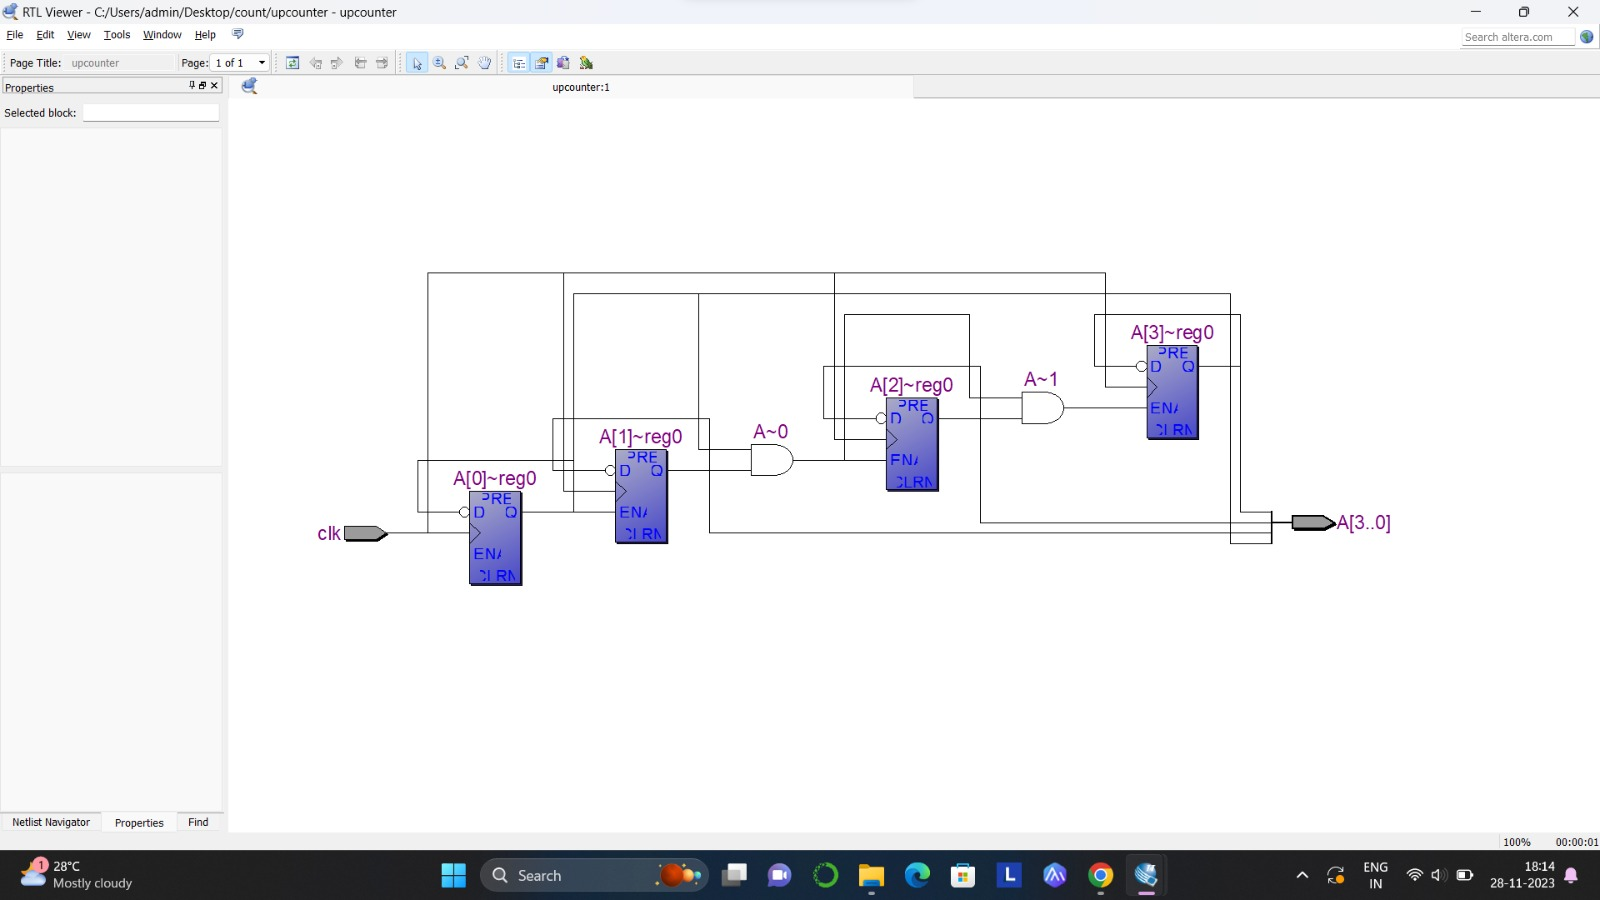 RTL Viewer - C:/Users/admin/Desktop/count/upcounter - upcounter
File Edit View Tools Window Help
Search altera.com
Page Title: upcounter Page: 1 of 1
Properties
upcounter:1
Selected block:
A[3]~reg0
PRE
D Q
ENA
CLRN
A~1
A[2]~reg0
PRE
D Q
ENA
CLRN
A~0
A[1]~reg0
PRE
D Q
ENA
CLRN
A[0]~reg0
PRE
D Q
ENA
CLRN
clk
A[3..0]
Netlist Navigator Properties Find
100% 00:00:01
1
28°C
Mostly cloudy
Search
L
ENG
IN
18:14
28-11-2023